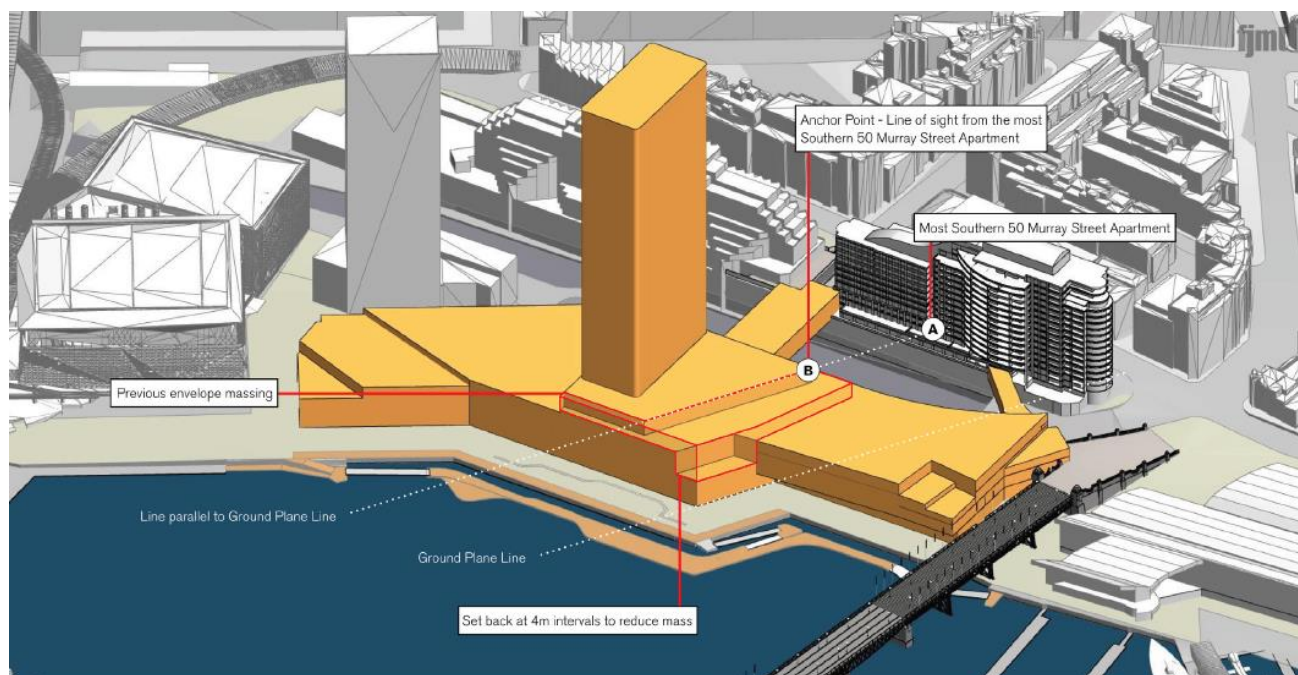 fjmt
Anchor Point - Line of sight from the most
Southern 50 Murray Street Apartment
Most Southern 50 Murray Street Apartment
A
B
Previous envelope massing
Line parallel to Ground Plane Line
Ground Plane Line
Set back at 4m intervals to reduce mass